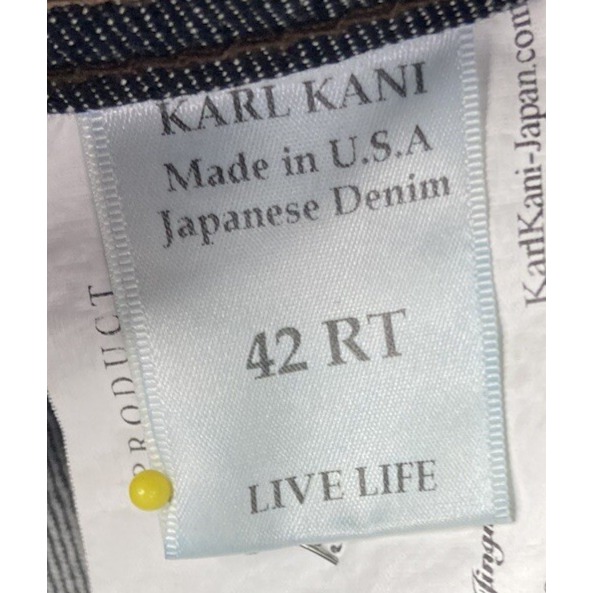 KARL KANI
Made in U.S.A
Japanese Denim
42 RT
LIVE LIFE
PRODUCT
KarlKani-Japan.com